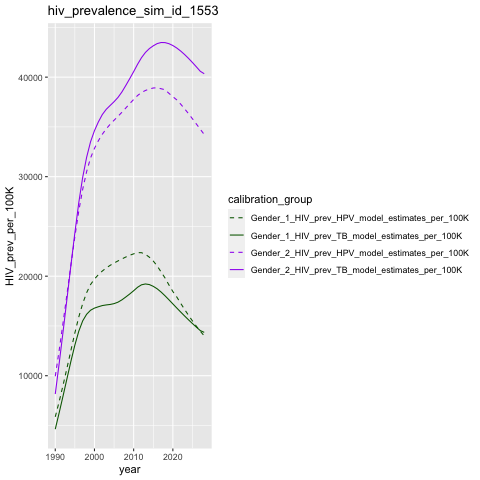 hiv_prevalence_sim_id_1553
HIV_prev_per_100K
40000
30000
20000
10000
1990 2000 2010 2020
year
calibration_group
Gender_1_HIV_prev_HPV_model_estimates_per_100K
Gender_1_HIV_prev_TB_model_estimates_per_100K
Gender_2_HIV_prev_HPV_model_estimates_per_100K
Gender_2_HIV_prev_TB_model_estimates_per_100K